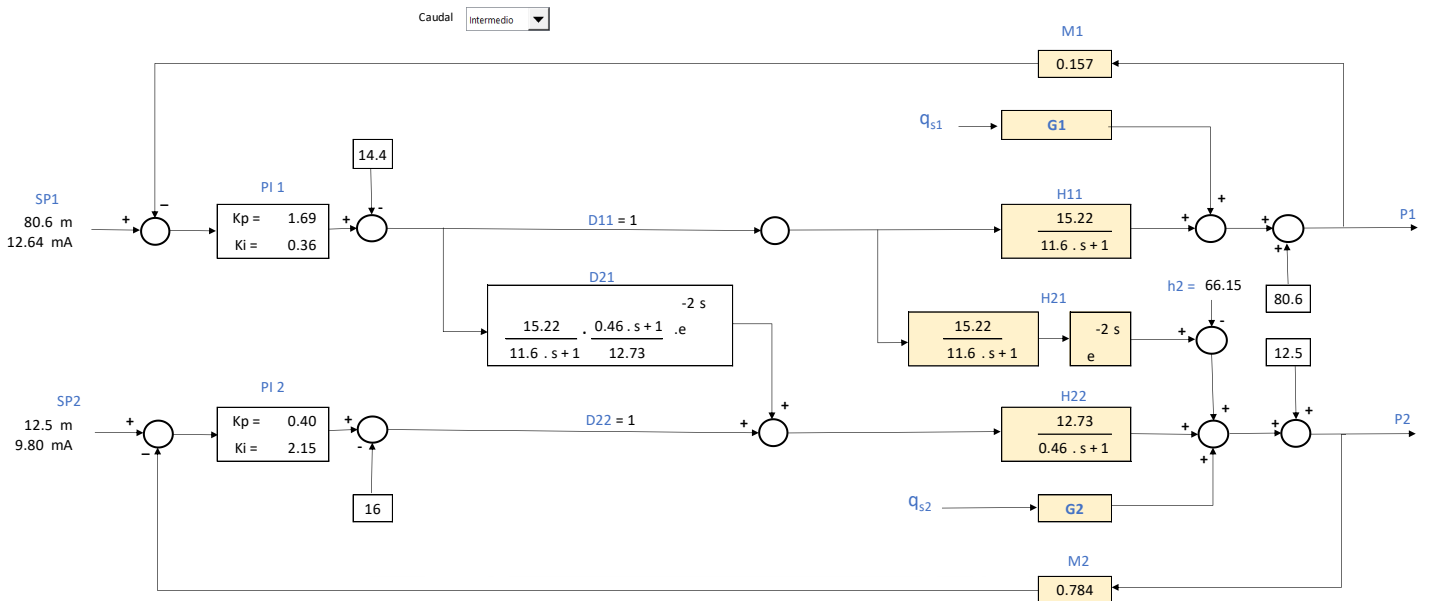 Caudal Intermedio
M1
0.157
qs1
G1
14.4
SP1
80.6 m
12.64 mA
+
–
PI 1
Kp = 1.69
Ki = 0.36
+
-
D11 = 1
H11
15.22
11.6 . s + 1
+
+
+
+
P1
80.6
D21
15.22
11.6 . s + 1
.
0.46 . s + 1
12.73
.e
-2 s
H21
15.22
11.6 . s + 1
e
-2 s
h2 = 66.15
+
-
12.5
SP2
12.5 m
9.80 mA
+
–
PI 2
Kp = 0.40
Ki = 2.15
+
-
16
D22 = 1
+
+
H22
12.73
0.46 . s + 1
+
+
+
+
+
P2
qs2
G2
M2
0.784